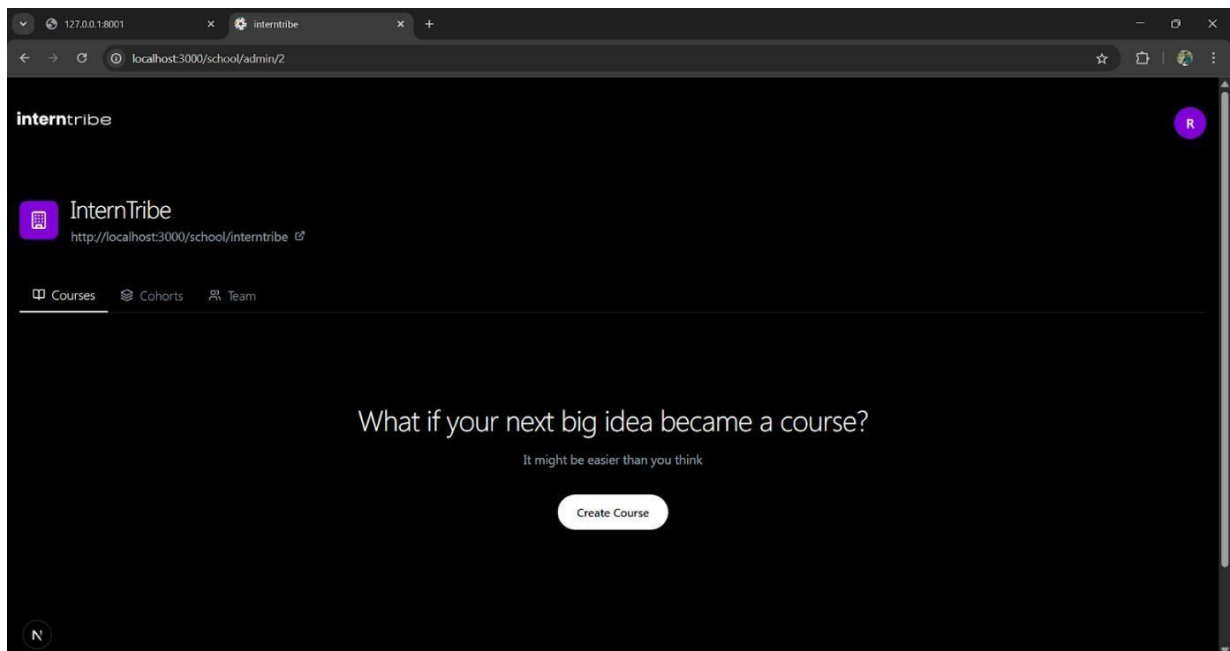 127.0.0.1:8001
interntribe
localhost:3000/school/admin/2
interntribe
R
InternTribe
http://localhost:3000/school/interntribe
Courses Cohorts Team
What if your next big idea became a course?
It might be easier than you think
Create Course
N